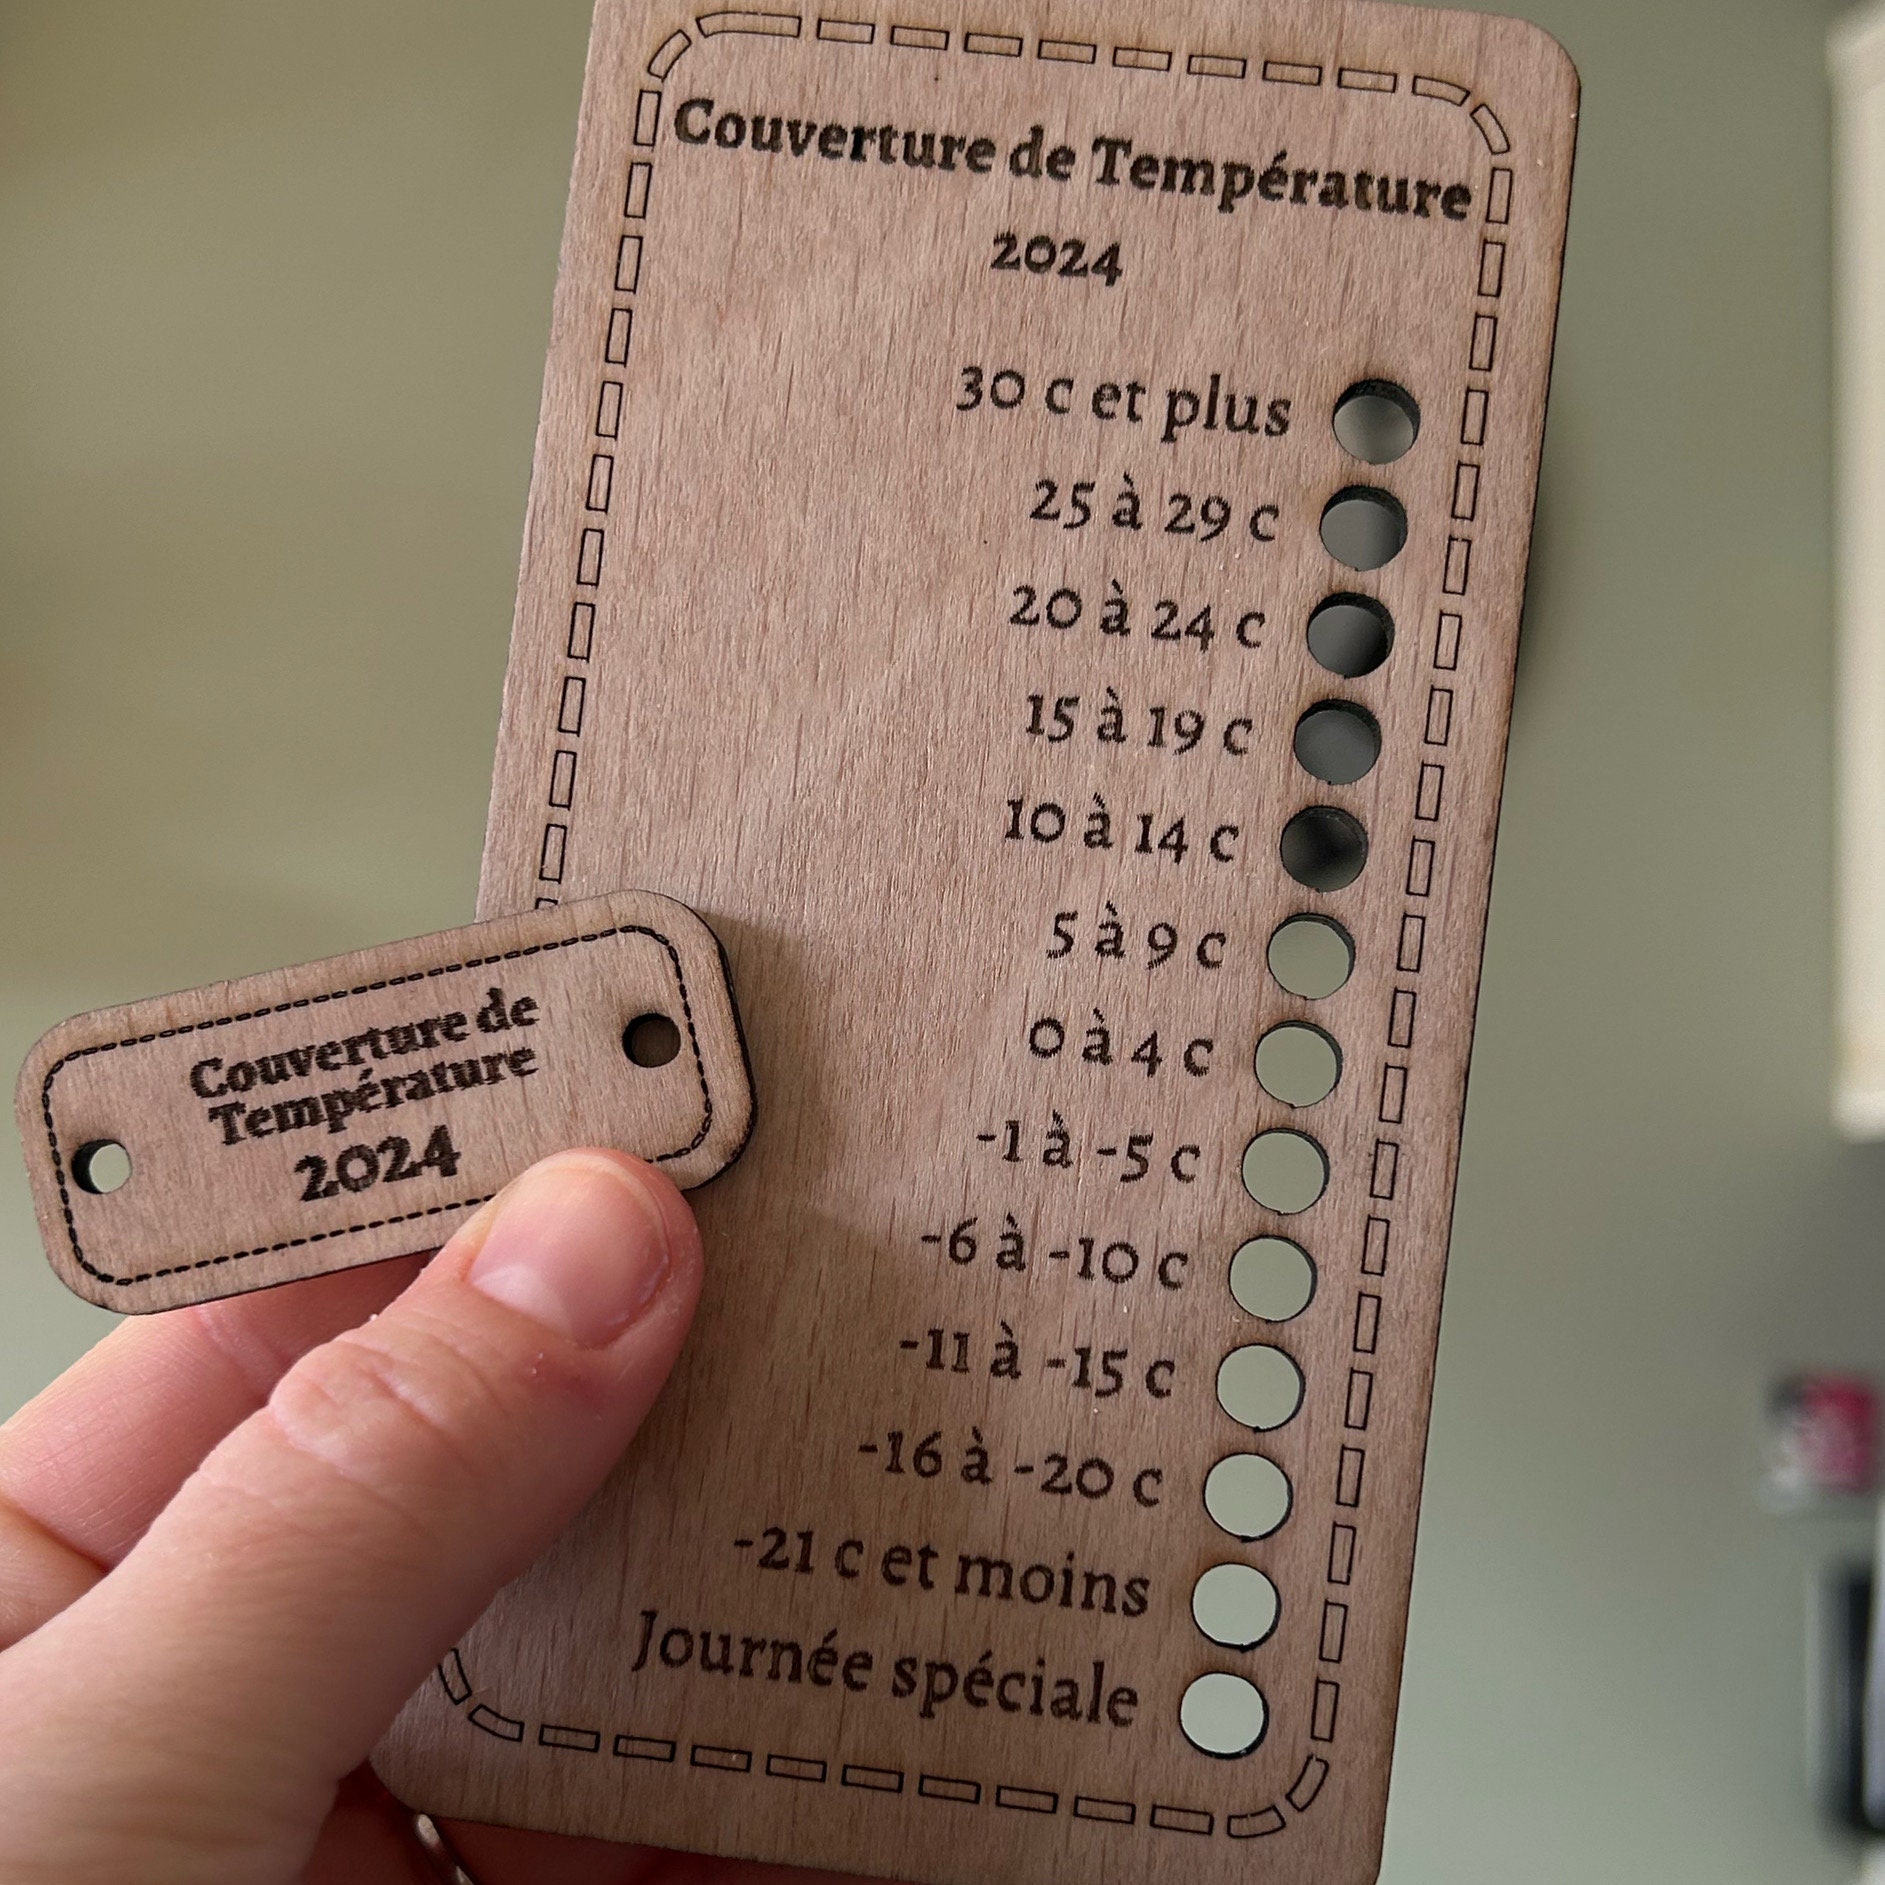 Couverture de Température
2024
30 c et plus
25 à 29 c
20 à 24 c
15 à 19 c
10 à 14 c
5 à 9 c
0 à 4 c
-1 à -5 c
-6 à -10 c
-11 à -15 c
-16 à -20 c
-21 c et moins
Journée spéciale
Couverture de
Température
2024